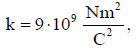 k = 9·10⁹ Nm²/C²,